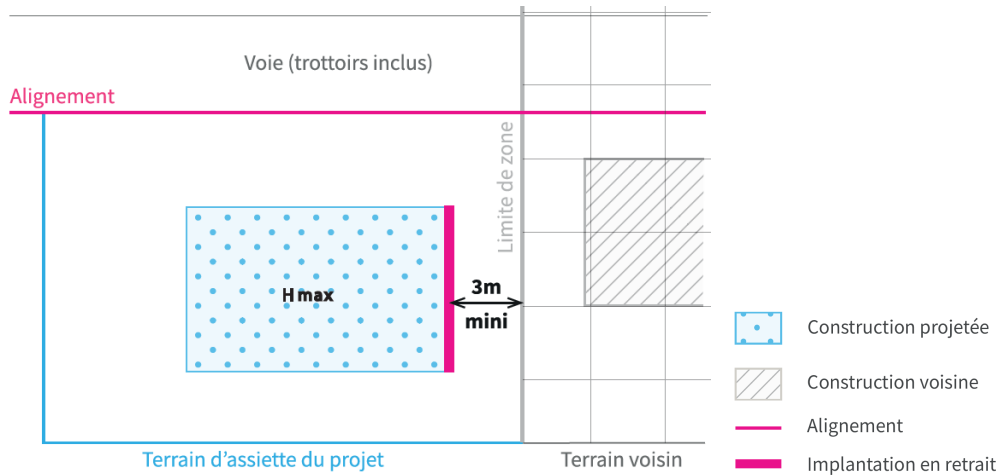 Voie (trottoirs inclus)
Alignement
Limite de zone
H max
3m
mini
Terrain d'assiette du projet
Terrain voisin
Construction projetée
Construction voisine
Alignement
Implantation en retrait